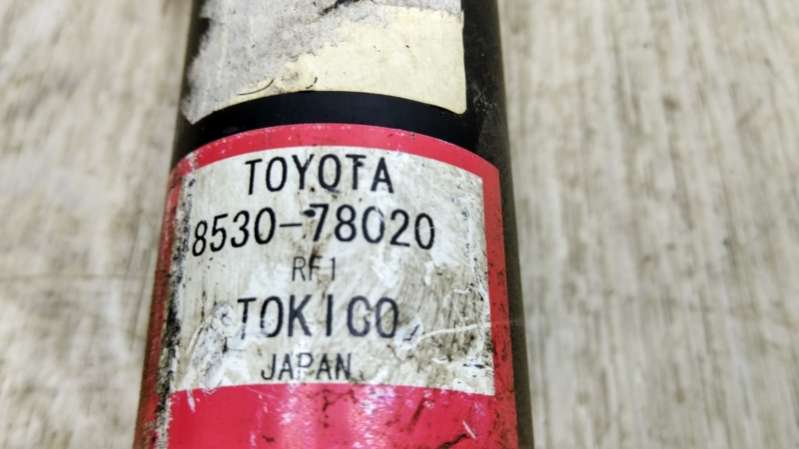 TOYOTA
8530-78020
RF1
TOKICO
JAPAN